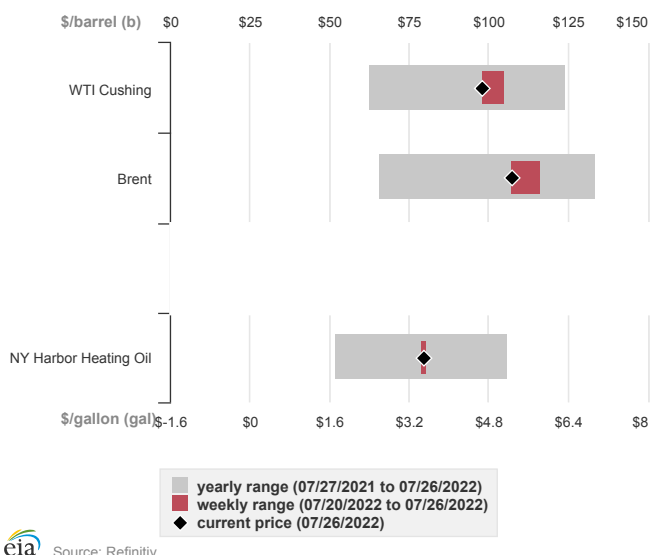 $/barrel (b) $0 $25 $50 $75 $100 $125 $150
WTI Cushing
Brent
NY Harbor Heating Oil
$/gallon (gal) $-1.6 $0 $1.6 $3.2 $4.8 $6.4 $8
yearly range (07/27/2021 to 07/26/2022)
weekly range (07/20/2022 to 07/26/2022)
current price (07/26/2022)
eia Source: Refinitiv